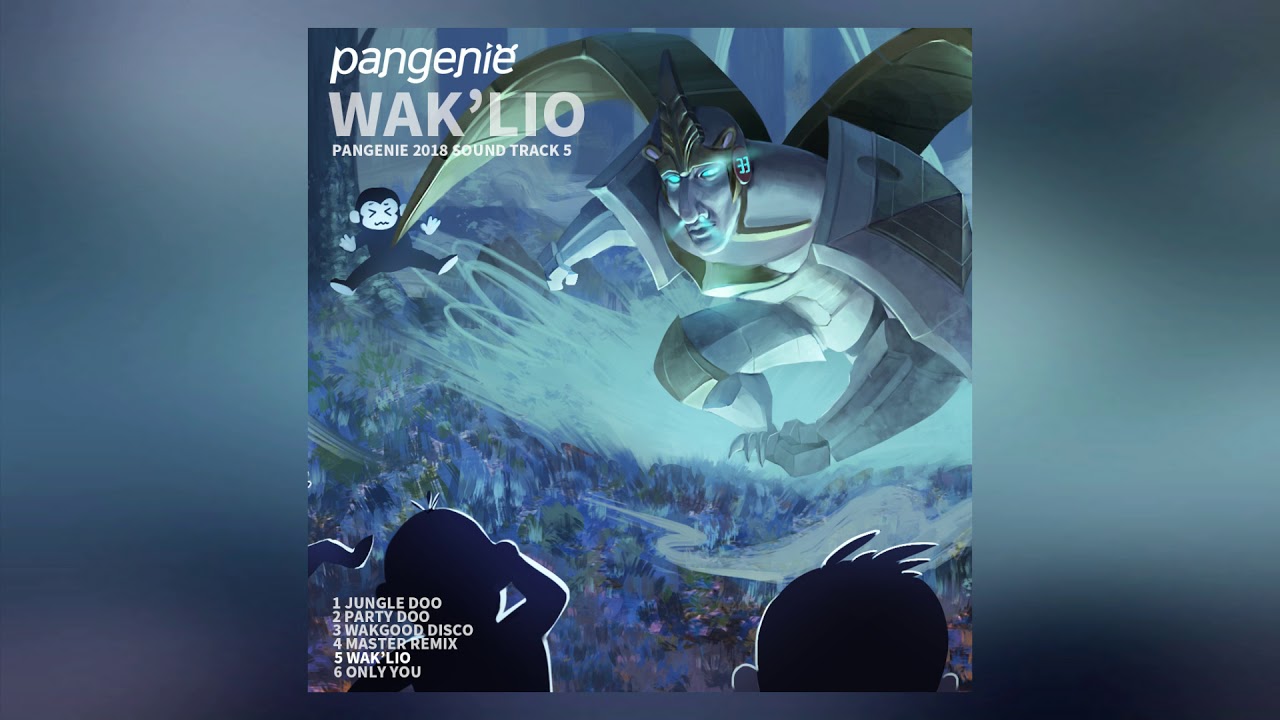 pangenie
WAK'LIO
PANGENIE 2018 SOUND TRACK 5
33
1 JUNGLE DOO
2 PARTY DOO
3 WAKGOOD DISCO
4 MASTER REMIX
5 WAK'LIO
6 ONLY YOU